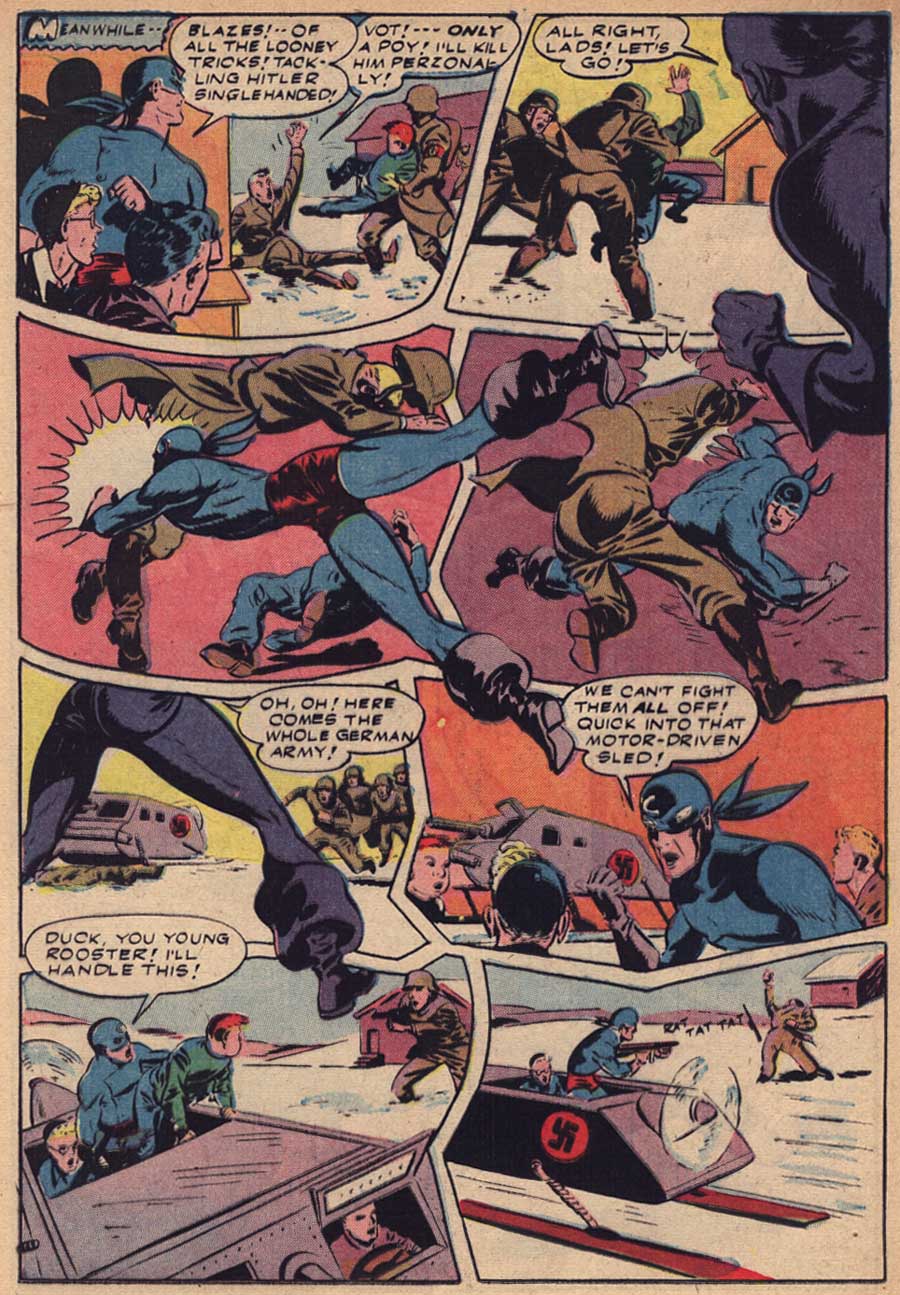 MEANWHILE--
BLAZES!--OF
ALL THE LOONEY
TRICKS! TACK-
LING HITLER
SINGLEHANDED!
VOT!--- ONLY
A POY! I'LL KILL
HIM PERZONAL-
LY!
ALL RIGHT,
LADS! LET'S
GO!
OH, OH! HERE
COMES THE
WHOLE GERMAN
ARMY!
WE CAN'T FIGHT
THEM ALL OFF!
QUICK INTO THAT
MOTOR-DRIVEN
SLED!
C
DUCK, YOU YOUNG
ROOSTER! I'LL
HANDLE THIS!
RAT TAT TAT